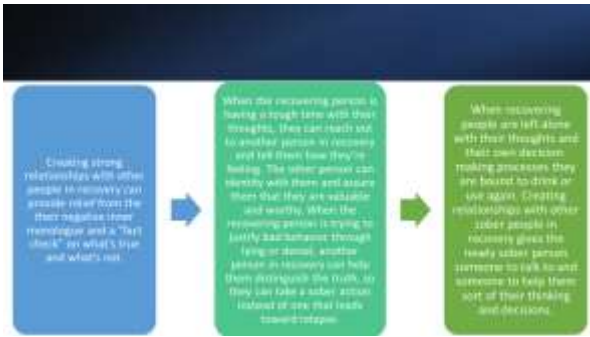 Creating strong
relationships with other
people in recovery can
provide relief from the
their negative inner
monologue and a "fact
check" on what's true
and what's not.
When the recovering person is
having a tough time with their
thoughts, they can reach out
to another person in recovery
and tell them how they're
feeling. The other person can
identify with them and assure
them that they are valuable
and worthy. When the
recovering person is trying to
justify bad behavior through
lying or denial, another
person in recovery can help
them distinguish the truth, so
they can take a sober action
instead of one that leads
toward relapse.
When recovering
people are left alone
with their thoughts and
their own decision
making processes they
are bound to drink or
use again. Creating
relationships with other
sober people in
recovery gives the
newly sober person
someone to talk to and
someone to help them
sort of their thinking
and decisions.